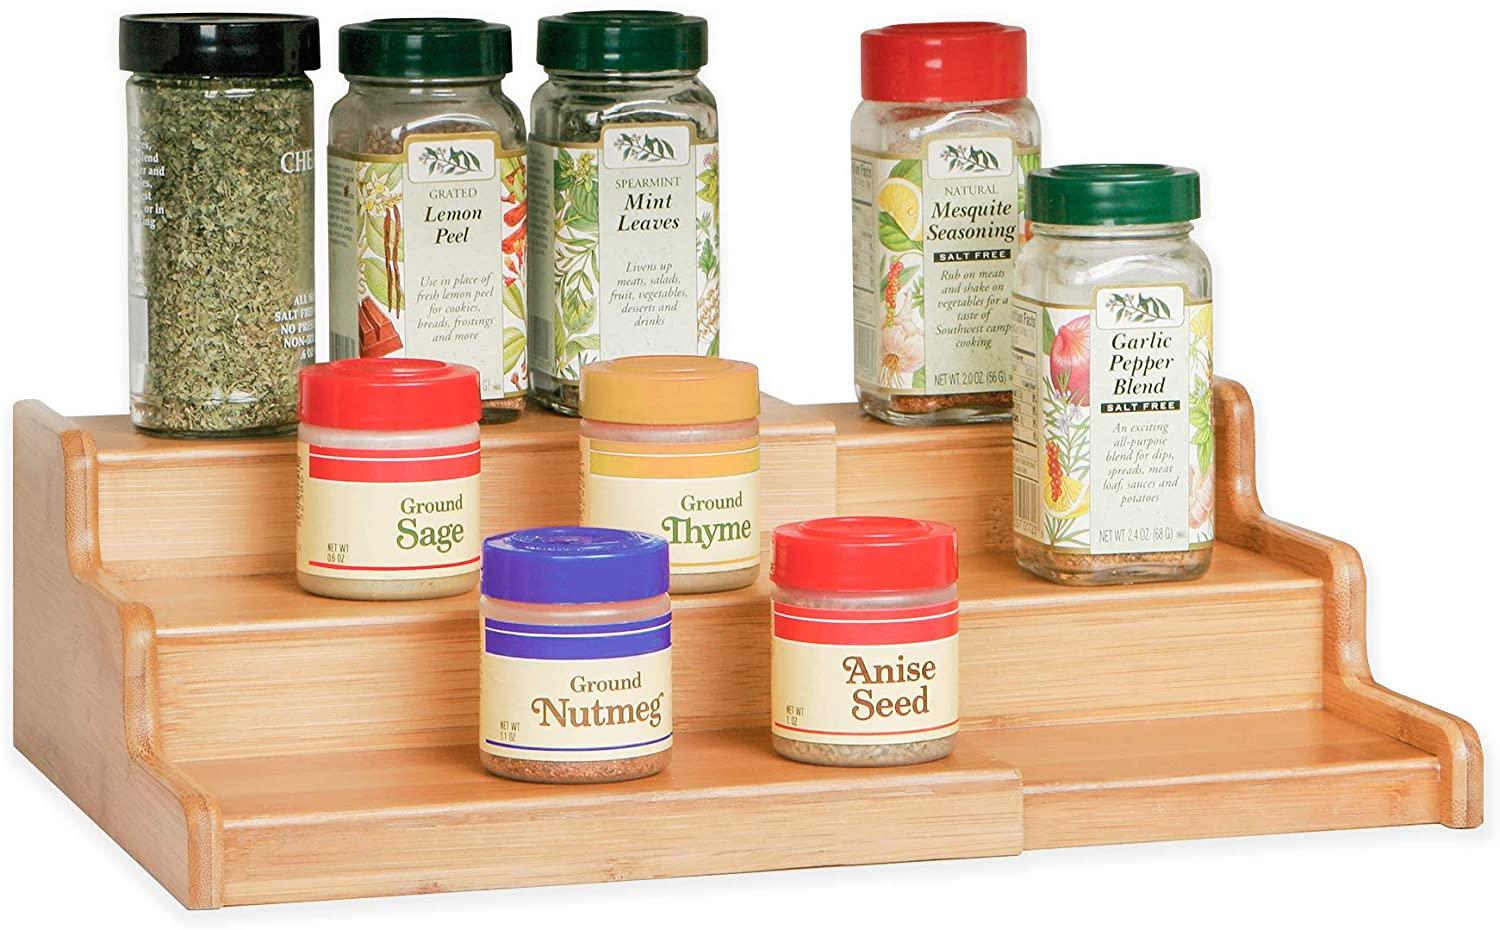 CHE
ALL N
SALT FRE
NO PRES
NON-IR
GRATED
Lemon
Peel
Use in place of
fresh lemon peel
for cookies,
breads, frostings
and more
SPEARMINT
Mint
Leaves
Livens up
meats, salads,
fruit, vegetables,
desserts and
drinks
NATURAL
Mesquite
Seasoning
SALT FREE
Rub on meats
and shake on
vegetables for a
taste of
Southwest camp
cooking
NET WT. 2.0 OZ. (56 G)
Garlic
Pepper
Blend
SALT FREE
An exciting
all-purpose
blend for dips,
spreads, meat
loaf, sauces and
potatoes
NET WT. 2.4 OZ. (68 G)
Ground
Sage
NET WT
0.6 OZ
Ground
Thyme
Ground
Nutmeg
NET WT
1.1 OZ
Anise
Seed
NET WT
1 OZ